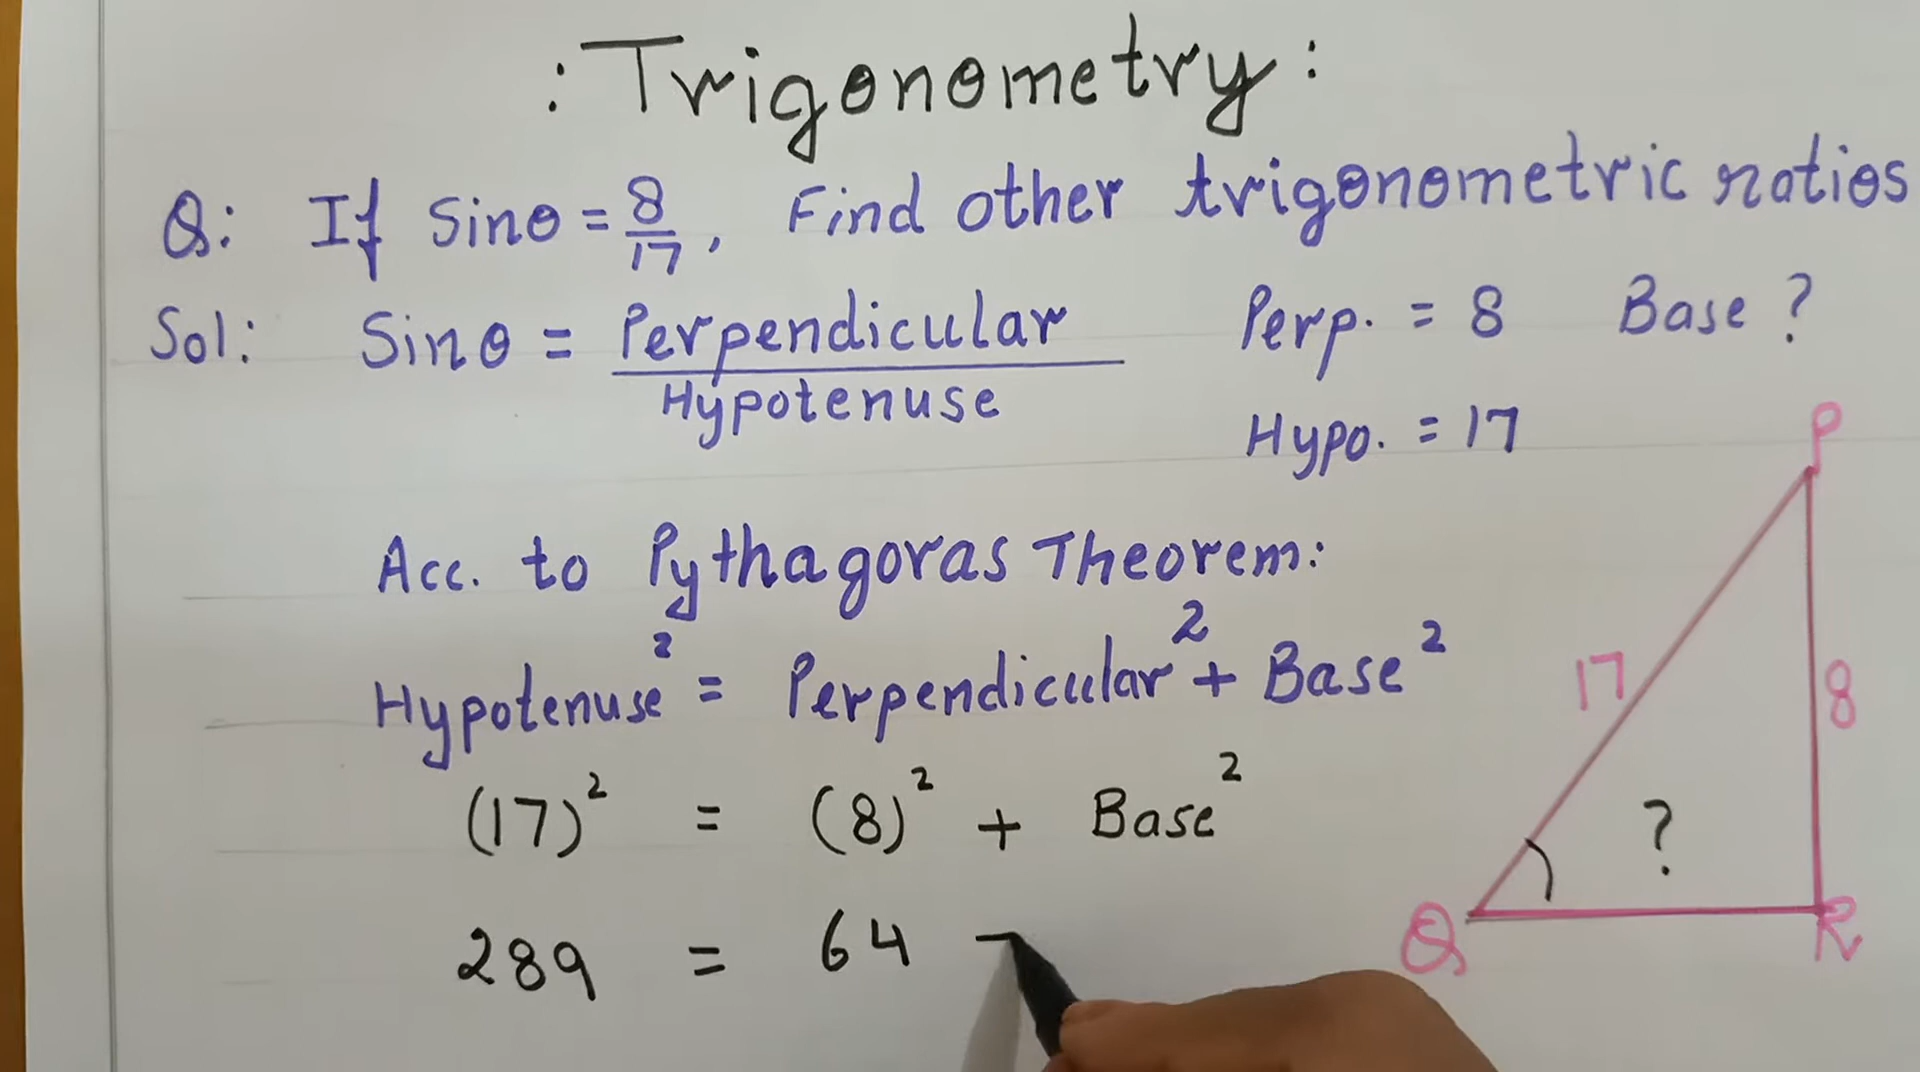 : Trigonometry :
Q: If Sinθ = 8/17, Find other trigonometric ratios
Sol: Sinθ = Perpendicular/Hypotenuse Perp. = 8 Base ?
Hypo. = 17
Acc. to Pythagoras Theorem:
Hypotenuse² = Perpendicular² + Base²
(17)² = (8)² + Base²
289 = 64 -
P
17
8
?
Q
R